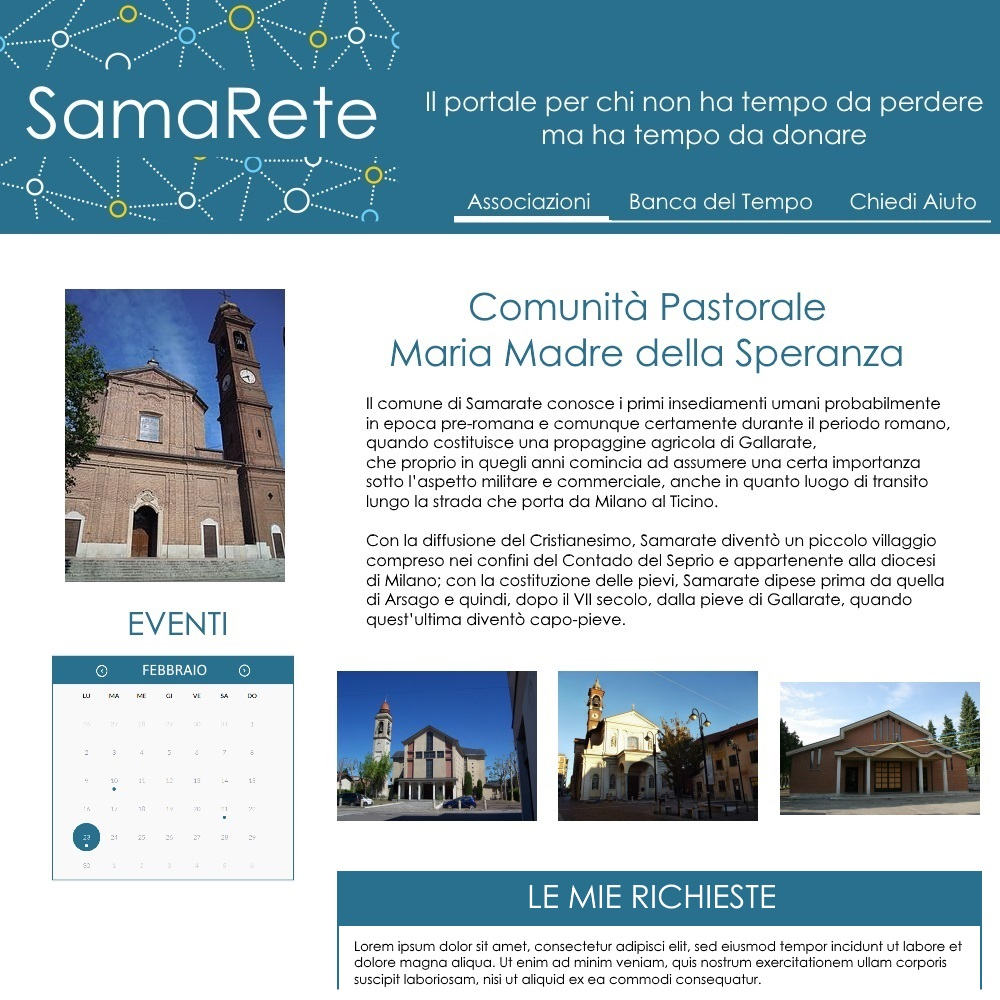 SamaRete
Il portale per chi non ha tempo da perdere
ma ha tempo da donare
Associazioni Banca del Tempo Chiedi Aiuto
Comunità Pastorale
Maria Madre della Speranza
Il comune di Samarate conosce i primi insediamenti umani probabilmente
in epoca pre-romana e comunque certamente durante il periodo romano,
quando costituisce una propaggine agricola di Gallarate,
che proprio in quegli anni comincia ad assumere una certa importanza
sotto l'aspetto militare e commerciale, anche in quanto luogo di transito
lungo la strada che porta da Milano al Ticino.
Con la diffusione del Cristianesimo, Samarate diventò un piccolo villaggio
compreso nei confini del Contado del Seprio e appartenente alla diocesi
di Milano; con la costituzione delle pievi, Samarate dipese prima da quella
di Arsago e quindi, dopo il VII secolo, dalla pieve di Gallarate, quando
quest'ultima diventò capo-pieve.
EVENTI
FEBBRAIO
LU MA ME GI VE SA DO
26 27 28 29 30 31 1
2 3 4 5 6 7 8
9 10 11 12 13 14 15
16 17 18 19 20 21 22
23 24 25 26 27 28 29
30 1 2 3 4 5 6
LE MIE RICHIESTE
Lorem ipsum dolor sit amet, consectetur adipisci elit, sed eiusmod tempor incidunt ut labore et
dolore magna aliqua. Ut enim ad minim veniam, quis nostrum exercitationem ullam corporis
suscipit laboriosam, nisi ut aliquid ex ea commodi consequatur.